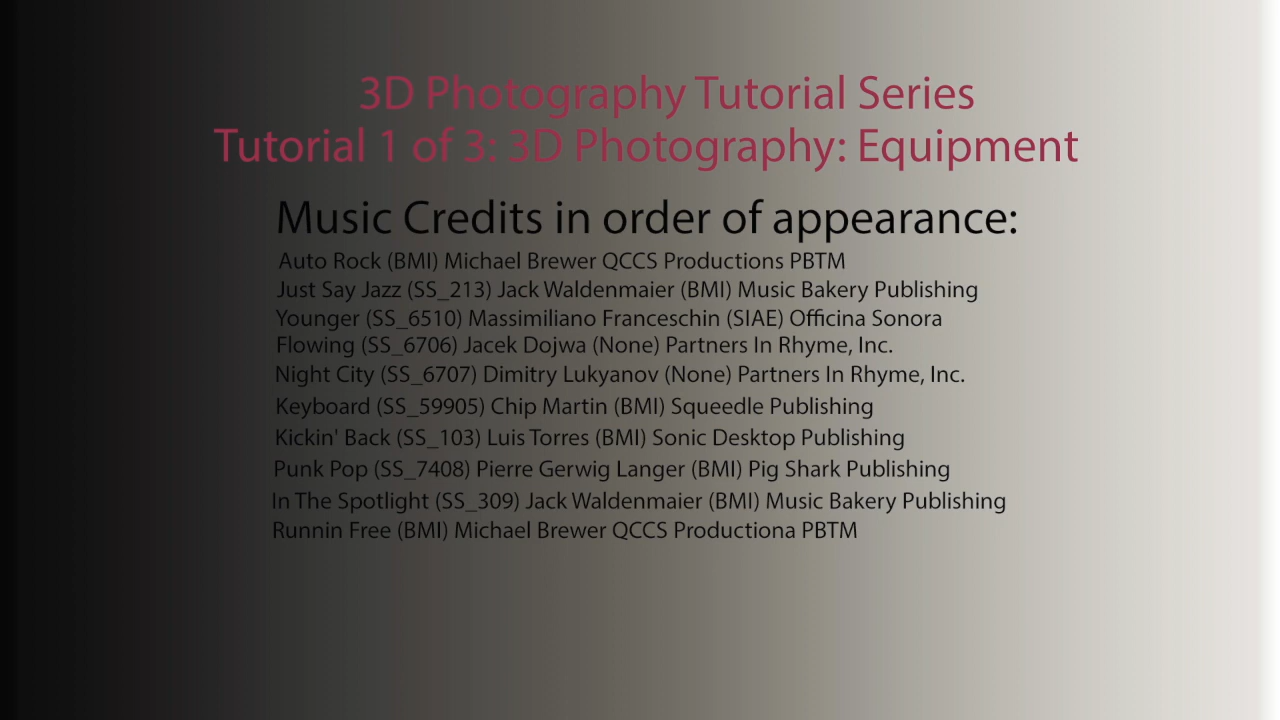 3D Photography Tutorial Series
Tutorial 1 of 3: 3D Photography: Equipment
Music Credits in order of appearance:
Auto Rock (BMI) Michael Brewer QCCS Productions PBTM
Just Say Jazz (SS_213) Jack Waldenmaier (BMI) Music Bakery Publishing
Younger (SS_6510) Massimiliano Franceschin (SIAE) Officina Sonora
Flowing (SS_6706) Jacek Dojwa (None) Partners In Rhyme, Inc.
Night City (SS_6707) Dimitry Lukyanov (None) Partners In Rhyme, Inc.
Keyboard (SS_59905) Chip Martin (BMI) Squeedle Publishing
Kickin' Back (SS_103) Luis Torres (BMI) Sonic Desktop Publishing
Punk Pop (SS_7408) Pierre Gerwig Langer (BMI) Pig Shark Publishing
In The Spotlight (SS_309) Jack Waldenmaier (BMI) Music Bakery Publishing
Runnin Free (BMI) Michael Brewer QCCS Productiona PBTM